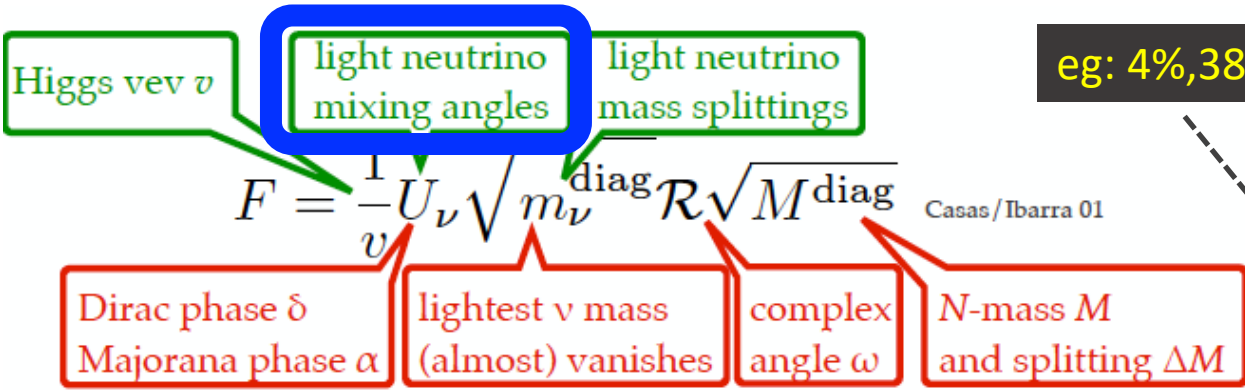 Higgs vev v
light neutrino
mixing angles
light neutrino
mass splittings
eg: 4%,38
F = 1/v U_ν √m_ν^diag R √M^diag
Casas/Ibarra 01
Dirac phase δ
Majorana phase α
lightest ν mass
(almost) vanishes
complex
angle ω
N-mass M
and splitting ΔM